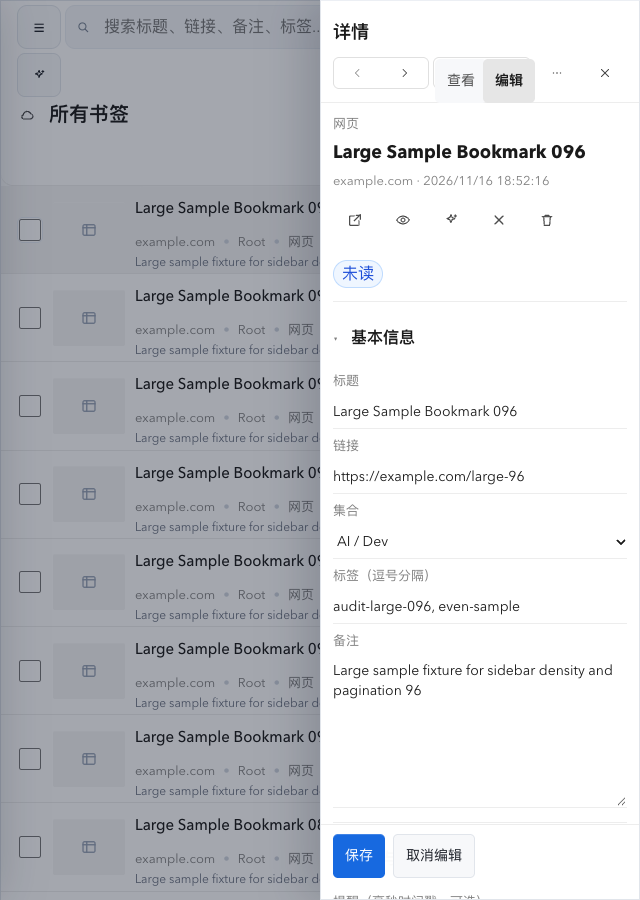 搜索标题、链接、备注、标签...
所有书签
Large Sample Bookmark 09
example.com • Root • 网页
Large sample fixture for sidebar d
Large Sample Bookmark 09
example.com • Root • 网页
Large sample fixture for sidebar d
Large Sample Bookmark 09
example.com • Root • 网页
Large sample fixture for sidebar d
Large Sample Bookmark 09
example.com • Root • 网页
Large sample fixture for sidebar d
Large Sample Bookmark 09
example.com • Root • 网页
Large sample fixture for sidebar d
Large Sample Bookmark 09
example.com • Root • 网页
Large sample fixture for sidebar d
Large Sample Bookmark 09
example.com • Root • 网页
Large sample fixture for sidebar d
Large Sample Bookmark 08
example.com • Root • 网页
Large sample fixture for sidebar d
详情
查看 编辑
网页
Large Sample Bookmark 096
example.com · 2026/11/16 18:52:16
未读
基本信息
标题
Large Sample Bookmark 096
链接
https://example.com/large-96
集合
AI / Dev
标签（逗号分隔）
audit-large-096, even-sample
备注
Large sample fixture for sidebar density and
pagination 96
保存 取消编辑